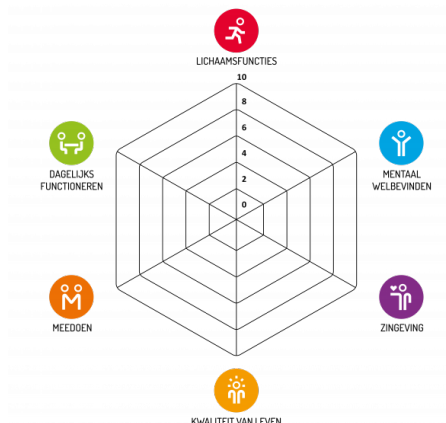 LICHAAMSFUNCTIES
10
8
6
4
2
0
DAGELIJKS
FUNCTIONEREN
MENTAAL
WELBEVINDEN
MEEDOEN
ZINGEVING
KWALITEIT VAN LEVEN